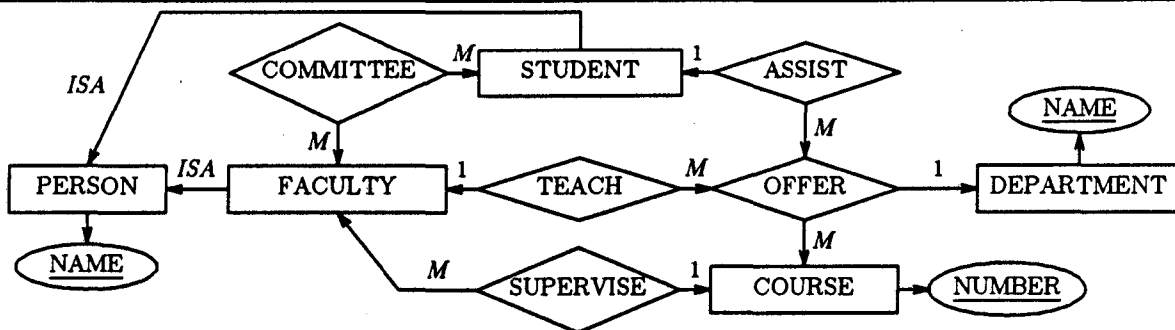 COMMITTEE
M
STUDENT
1
ASSIST
ISA
NAME
M
M
PERSON
ISA
FACULTY
1
TEACH
M
OFFER
1
DEPARTMENT
M
NAME
M
SUPERVISE
1
COURSE
NUMBER